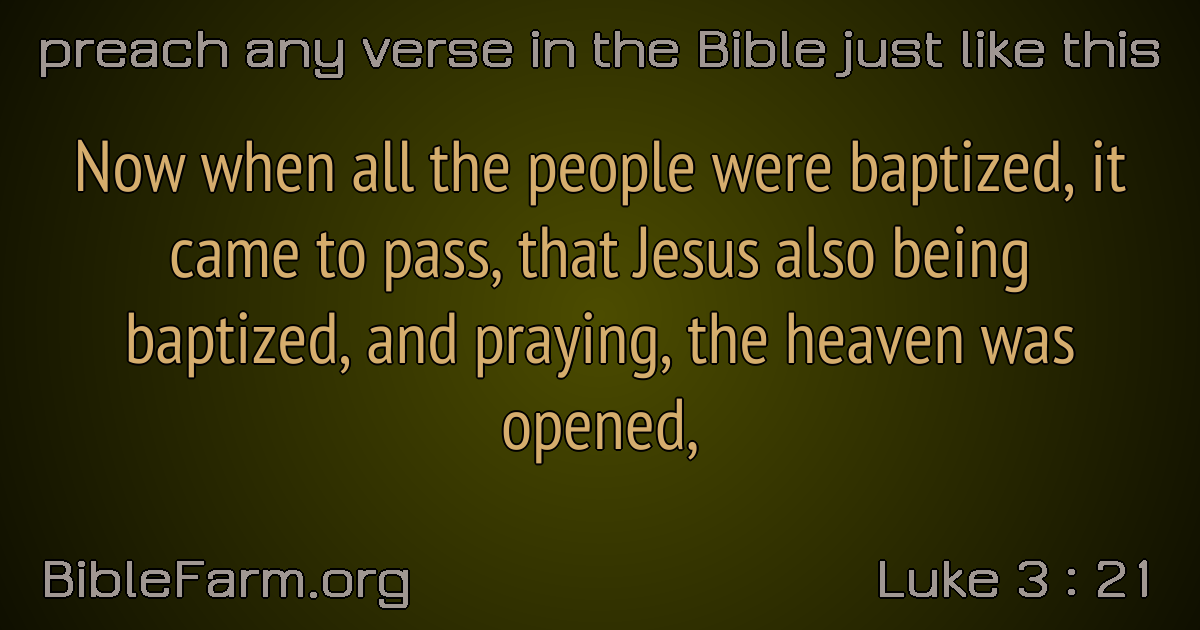 preach any verse in the Bible just like this
Now when all the people were baptized, it
came to pass, that Jesus also being
baptized, and praying, the heaven was
opened,
BibleFarm.org
Luke 3 : 21